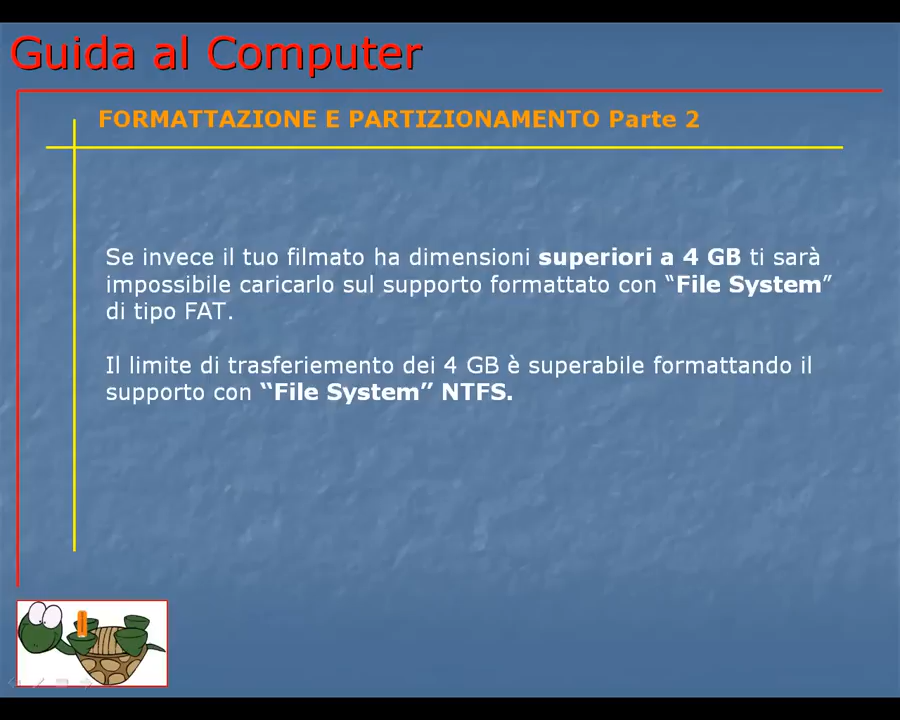 Guida al Computer
FORMATTAZIONE E PARTIZIONAMENTO Parte 2
Se invece il tuo filmato ha dimensioni superiori a 4 GB ti sarà
impossibile caricarlo sul supporto formattato con “File System”
di tipo FAT.
Il limite di trasferiemento dei 4 GB è superabile formattando il
supporto con “File System” NTFS.